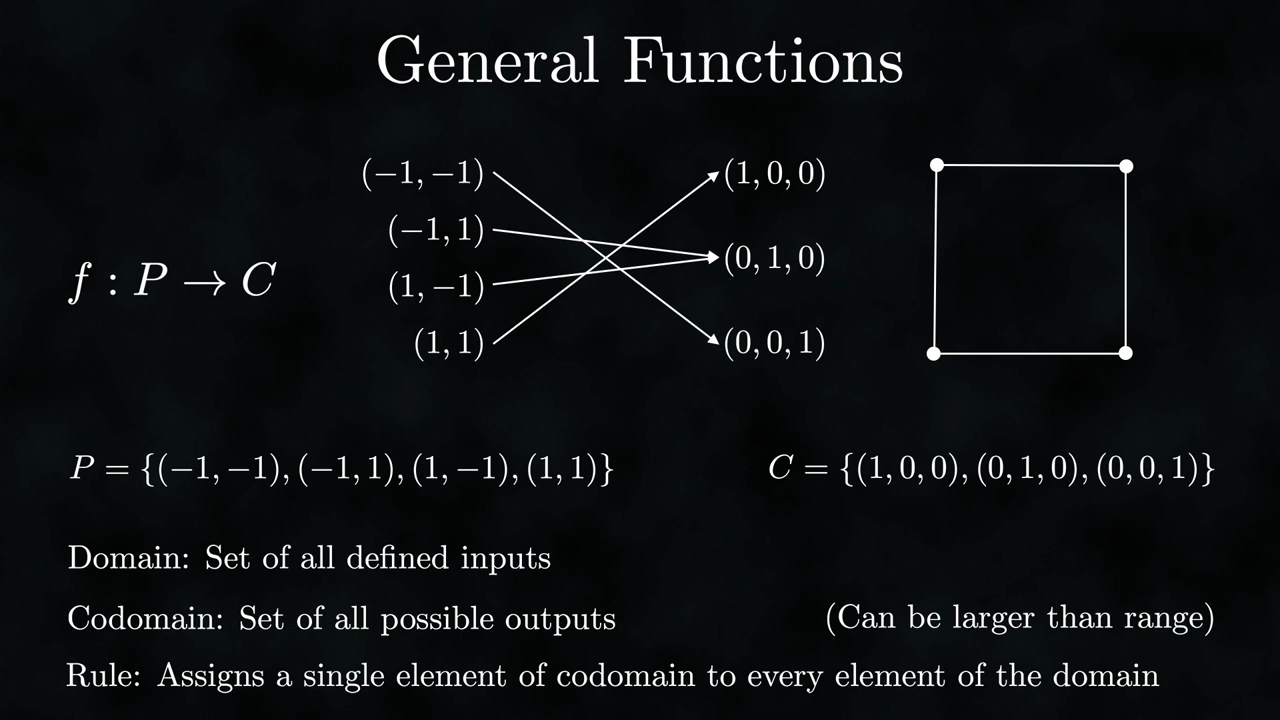 General Functions
(−1, −1) (1, 0, 0)
(−1, 1) (0, 1, 0)
f : P → C
(1, −1)
(1, 1) (0, 0, 1)
P = {(−1, −1), (−1, 1), (1, −1), (1, 1)} C = {(1, 0, 0), (0, 1, 0), (0, 0, 1)}
Domain: Set of all defined inputs
Codomain: Set of all possible outputs (Can be larger than range)
Rule: Assigns a single element of codomain to every element of the domain